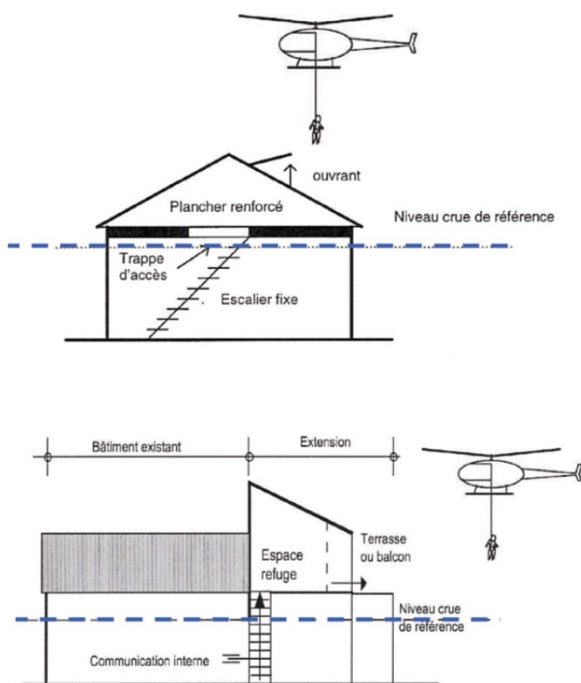 ouvrant
Plancher renforcé
Niveau crue de référence
Trappe
d'accès
Escalier fixe
Bâtiment existant
Extension
Espace
refuge
Terrasse
ou balcon
Niveau crue
de référence
Communication interne